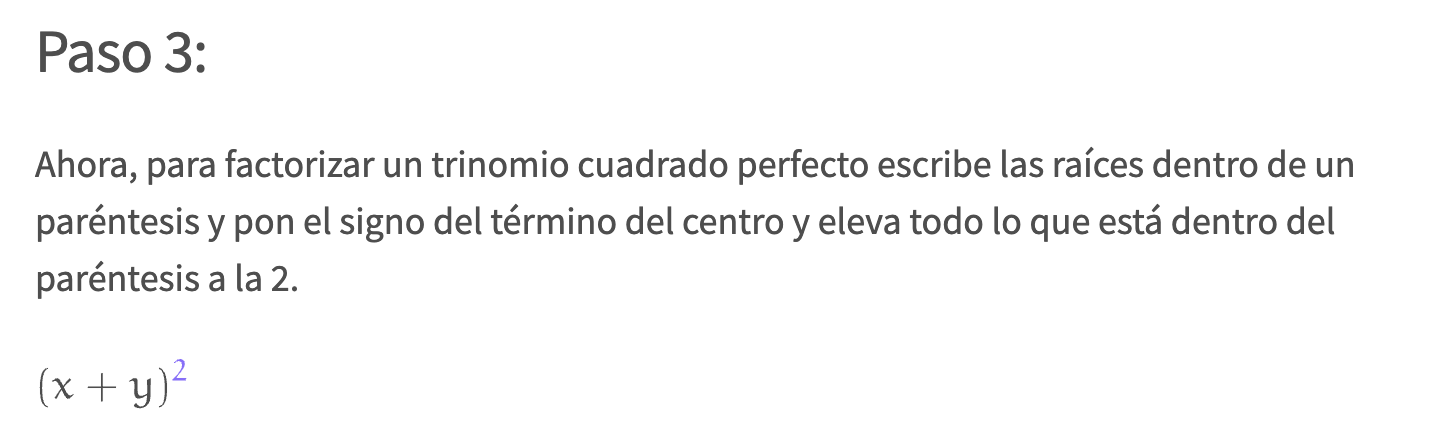 Paso 3:
Ahora, para factorizar un trinomio cuadrado perfecto escribe las raíces dentro de un
paréntesis y pon el signo del término del centro y eleva todo lo que está dentro del
paréntesis a la 2.
(x + y)²